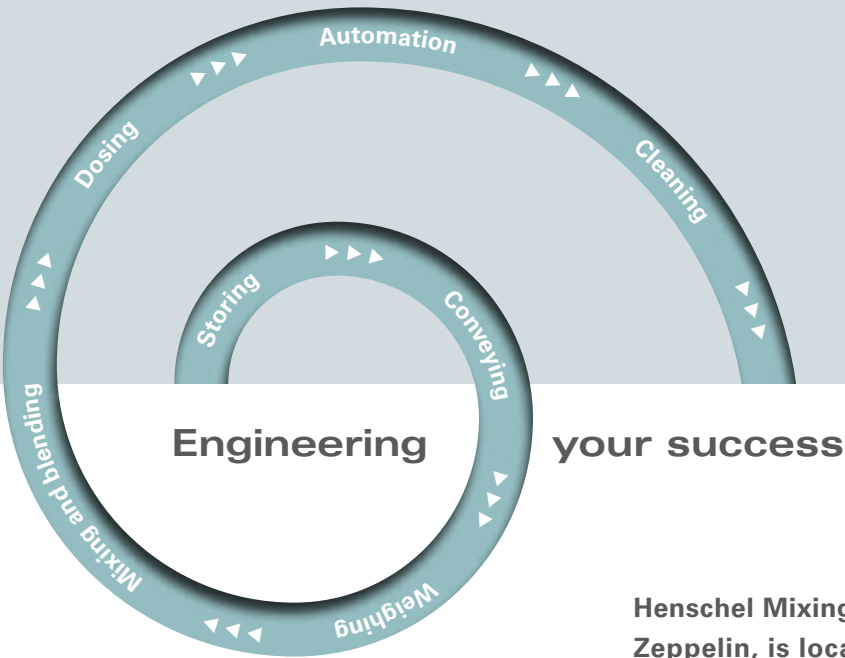 Automation
Dosing
Cleaning
Storing
Conveying
Engineering your success
Mixing and blending
Weighing
Henschel Mixing
Zeppelin, is loca